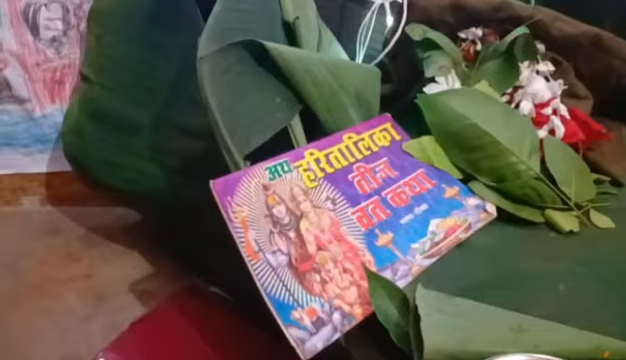 अथ हरितालिका
तीज
व्रत कथा